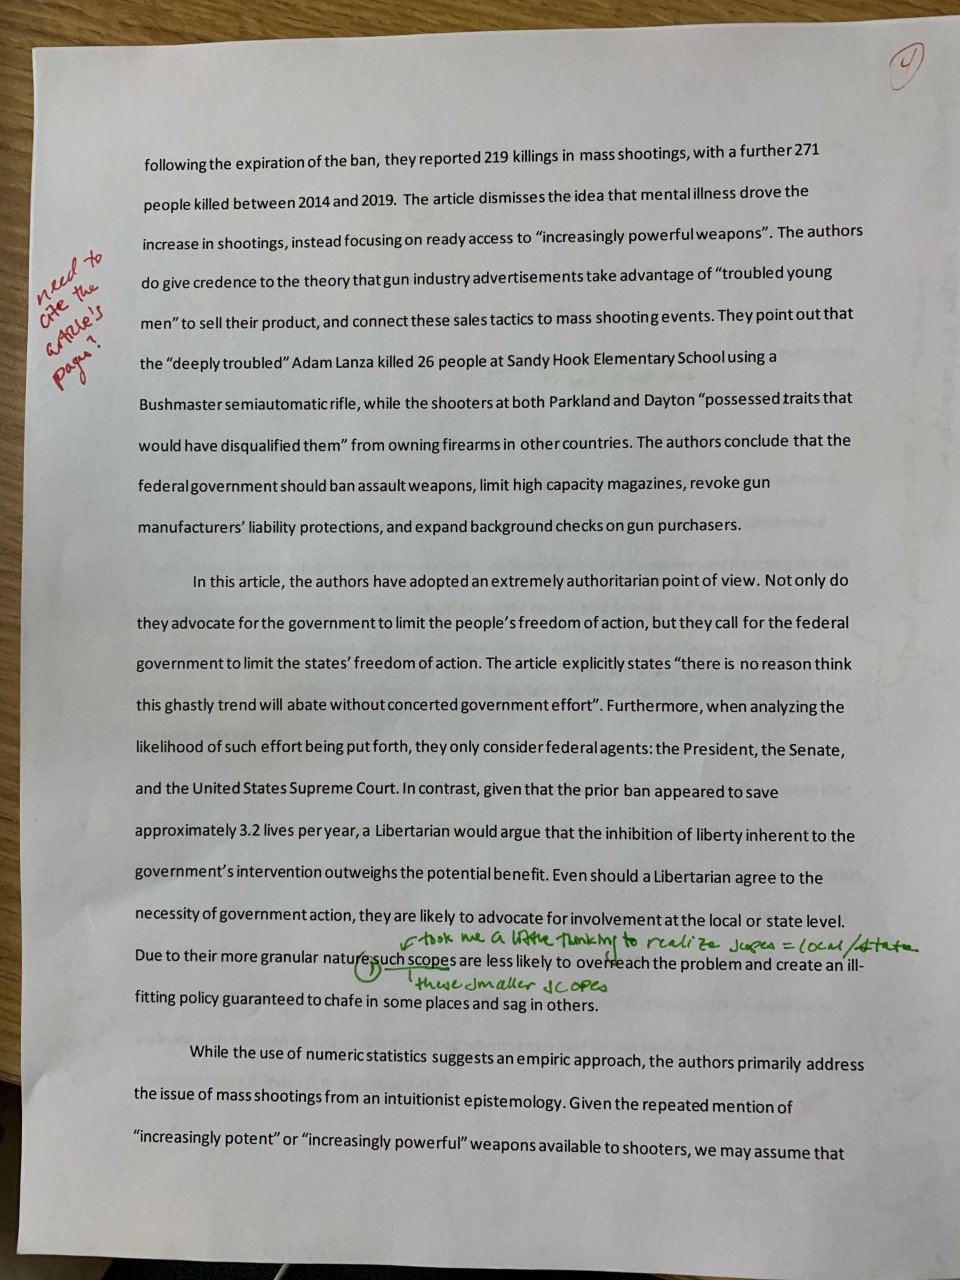 4
following the expiration of the ban, they reported 219 killings in mass shootings, with a further 271
people killed between 2014 and 2019. The article dismisses the idea that mental illness drove the
increase in shootings, instead focusing on ready access to “increasingly powerful weapons”. The authors
need to
cite the
article's
pages?
do give credence to the theory that gun industry advertisements take advantage of “troubled young
men” to sell their product, and connect these sales tactics to mass shooting events. They point out that
the “deeply troubled” Adam Lanza killed 26 people at Sandy Hook Elementary School using a
Bushmaster semiautomatic rifle, while the shooters at both Parkland and Dayton “possessed traits that
would have disqualified them” from owning firearms in other countries. The authors conclude that the
federal government should ban assault weapons, limit high capacity magazines, revoke gun
manufacturers’ liability protections, and expand background checks on gun purchasers.
In this article, the authors have adopted an extremely authoritarian point of view. Not only do
they advocate for the government to limit the people’s freedom of action, but they call for the federal
government to limit the states’ freedom of action. The article explicitly states “there is no reason think
this ghastly trend will abate without concerted government effort”. Furthermore, when analyzing the
likelihood of such effort being put forth, they only consider federal agents: the President, the Senate,
and the United States Supreme Court. In contrast, given that the prior ban appeared to save
approximately 3.2 lives per year, a Libertarian would argue that the inhibition of liberty inherent to the
government’s intervention outweighs the potential benefit. Even should a Libertarian agree to the
necessity of government action, they are likely to advocate for involvement at the local or state level.
took me a little thinking to realize scopes = local/state
Due to their more granular nature, such scopes are less likely to overreach the problem and create an ill-
these smaller scopes
fitting policy guaranteed to chafe in some places and sag in others.
While the use of numeric statistics suggests an empiric approach, the authors primarily address
the issue of mass shootings from an intuitionist epistemology. Given the repeated mention of
“increasingly potent” or “increasingly powerful” weapons available to shooters, we may assume that